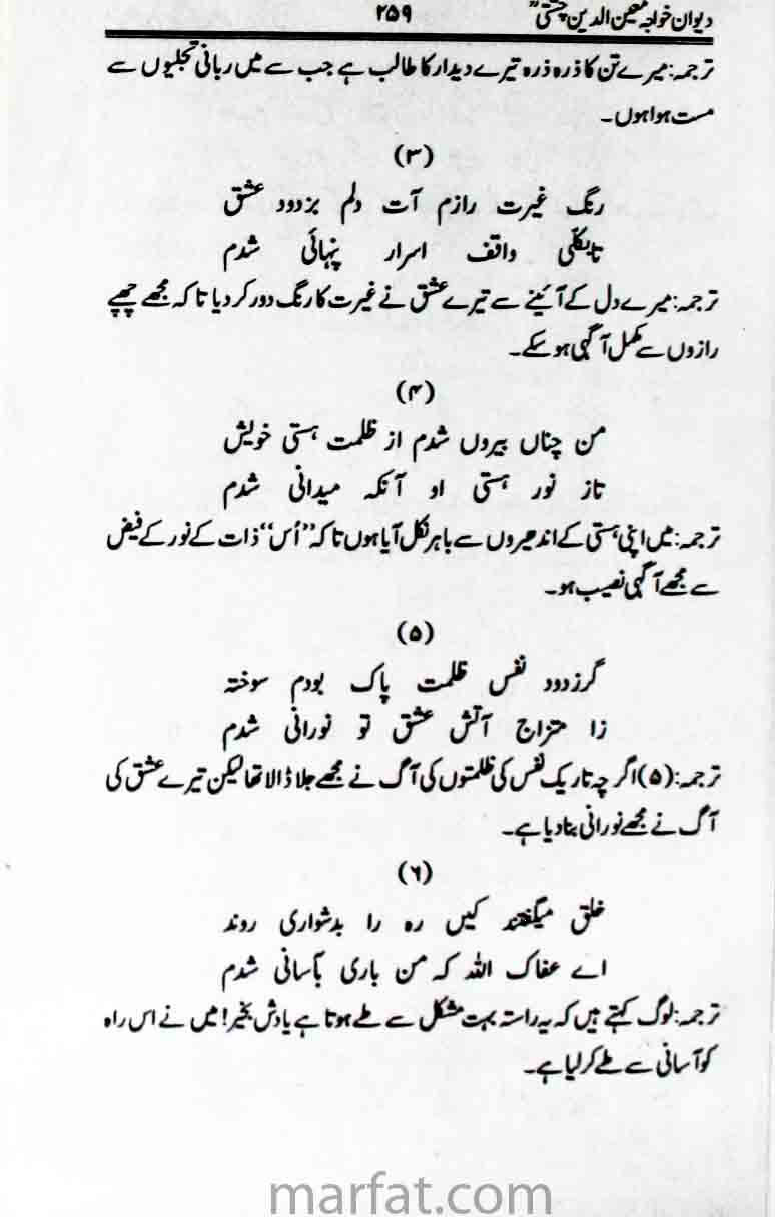 دیوان خواجہ معین الدین چشتیؒ ۲۵۹
ترجمہ: میرے تن کا ذرہ ذرہ تیرے دیدار کا طالب ہے جب سے میں ربانی تجلیوں سے
مست ہوا ہوں۔
(۳)
رنگ غیرت رازم آت دلم بزدود عشق
تابکلی واقف اسرار پنہائی شدم
ترجمہ: میرے دل کے آئینے سے تیرے عشق نے غیرت کا رنگ دور کر دیا تا کہ مجھے چھپے
رازوں سے مکمل آگہی ہو سکے۔
(۴)
من چناں بیروں شدم از ظلمت ہستی خویش
تاز نور ہستی او آنکہ میدانی شدم
ترجمہ: میں اپنی ہستی کے اندھیروں سے باہر نکل آیا ہوں تا کہ ’’اُس‘‘ ذات کے نور کے فیض
سے مجھے آگہی نصیب ہو۔
(۵)
گرزدود نفس ظلمت پاک بودم سوختہ
زا متزاج آتش عشق تو نورانی شدم
ترجمہ: (۵) اگر چہ تاریک نفس کی ظلمتوں کی آگ نے مجھے جلا ڈالا تھا لیکن تیرے عشق کی
آگ نے مجھے نورانی بنا دیا ہے۔
(۶)
خلق میگفتند کیں رہ را بدشواری روند
اے عفاک اللہ کہ من باری بآسانی شدم
ترجمہ: لوگ کہتے ہیں کہ یہ راستہ بہت مشکل سے طے ہوتا ہے یادش بخیر! میں نے اس راہ
کو آسانی سے طے کر لیا ہے۔
marfat.com